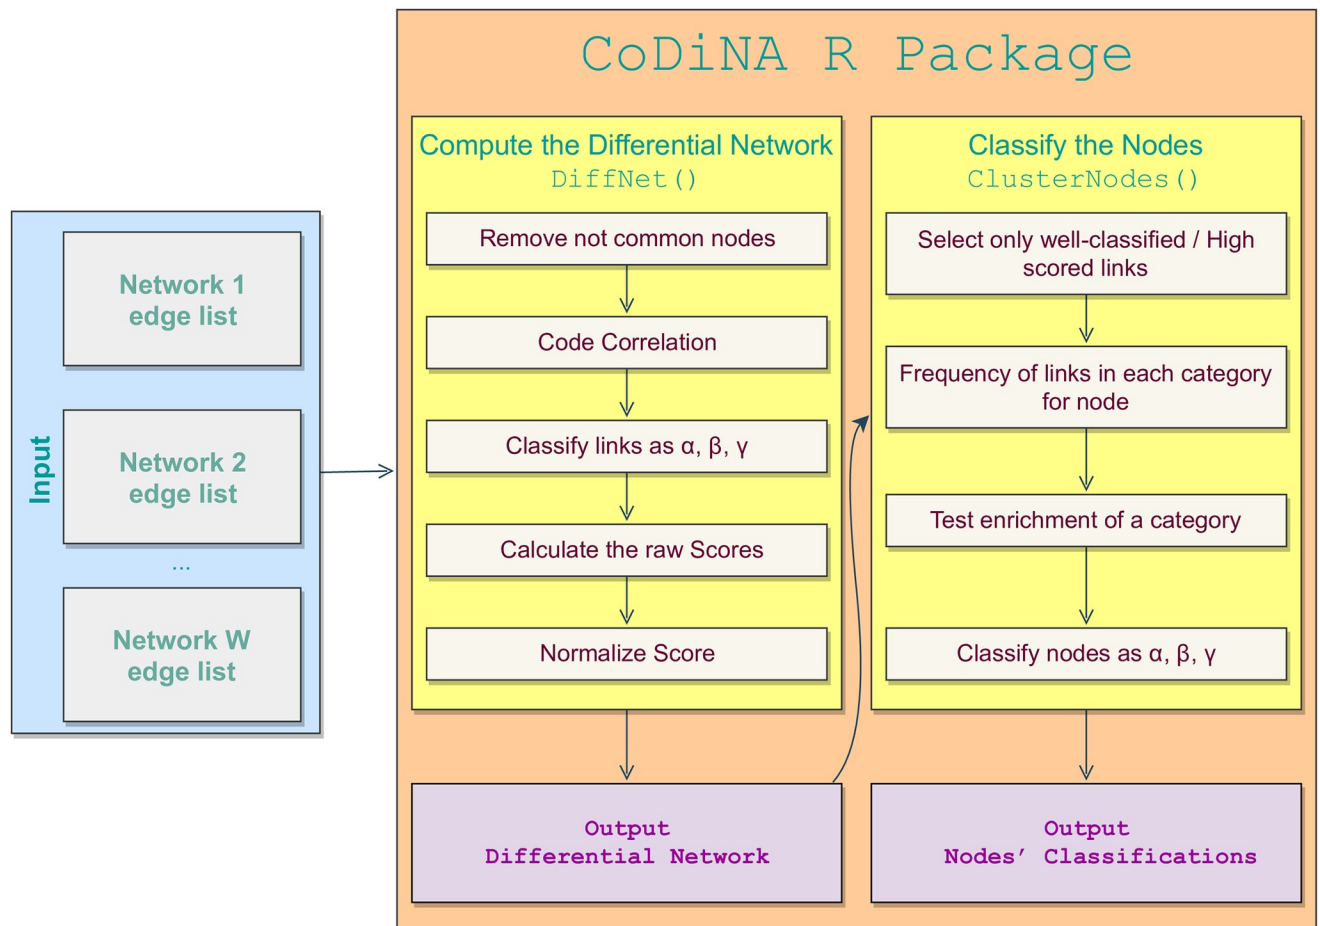 CoDiNA R Package
Input
Network 1
edge list
Network 2
edge list
...
Network W
edge list
Compute the Differential Network
DiffNet()
Remove not common nodes
Code Correlation
Classify links as α, β, γ
Calculate the raw Scores
Normalize Score
Output
Differential Network
Classify the Nodes
ClusterNodes()
Select only well-classified / High
scored links
Frequency of links in each category
for node
Test enrichment of a category
Classify nodes as α, β, γ
Output
Nodes’ Classifications